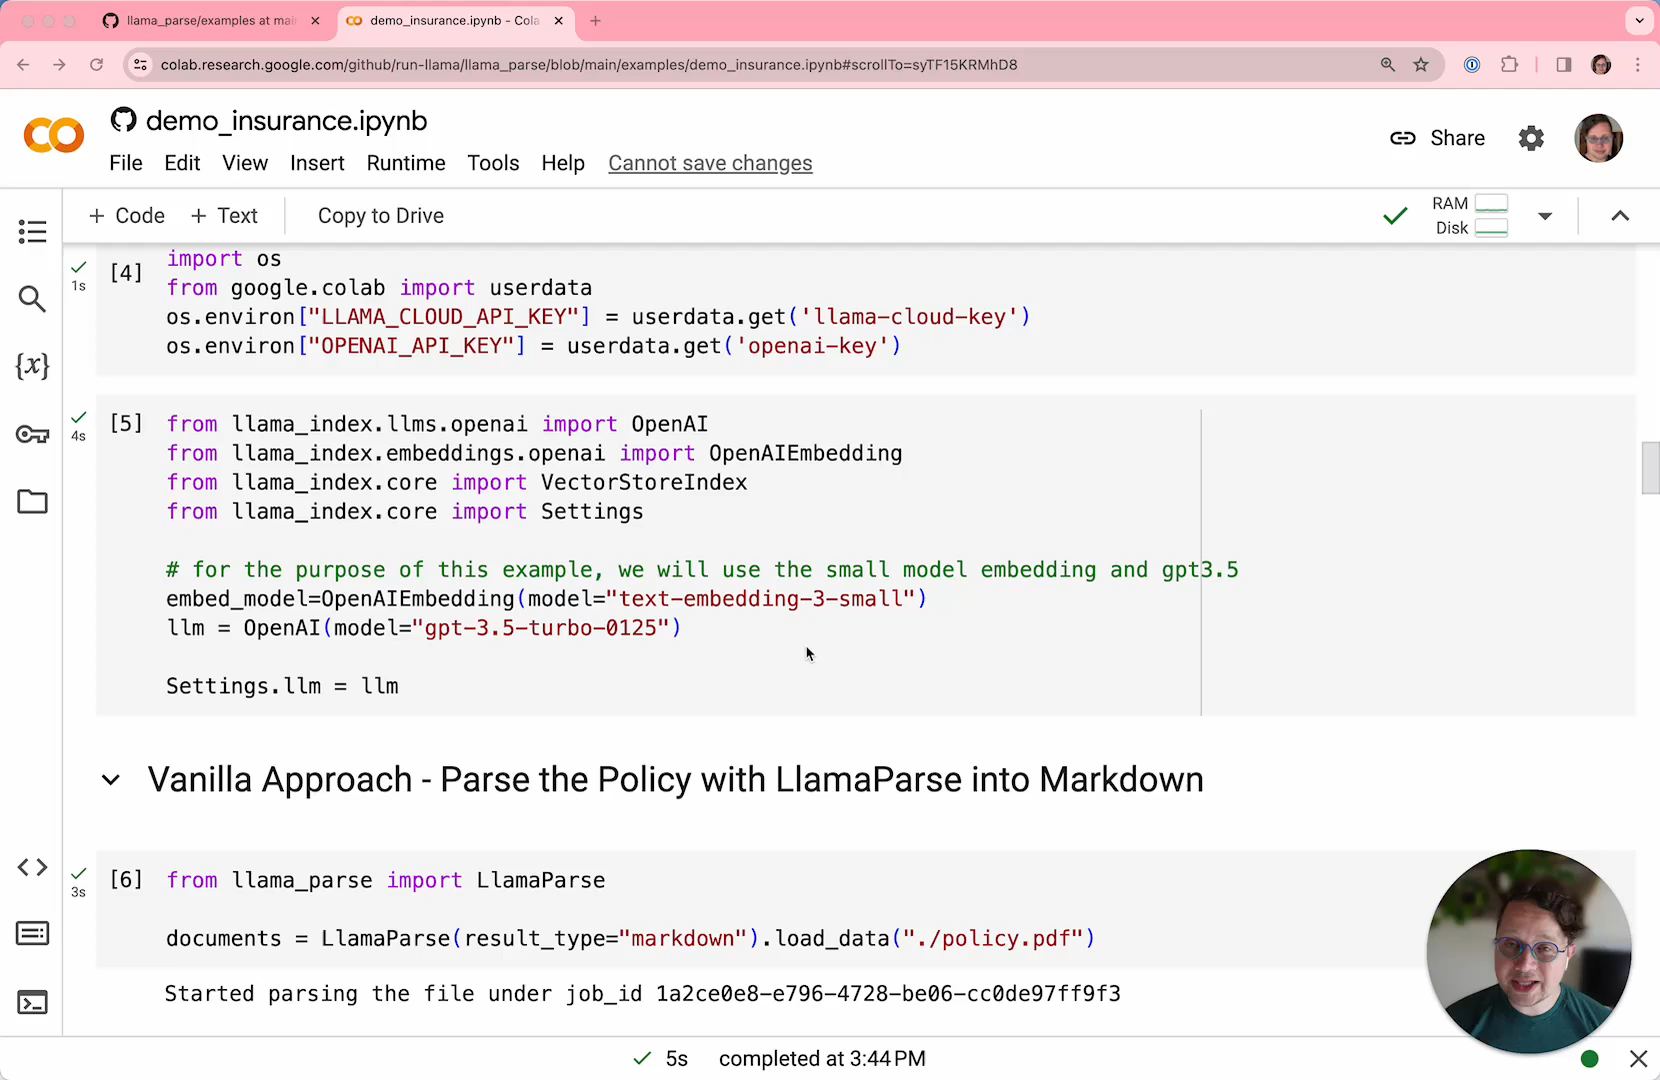 llama_parse/examples at mai
demo_insurance.ipynb - Cola
colab.research.google.com/github/run-llama/llama_parse/blob/main/examples/demo_insurance.ipynb#scrollTo=syTF15KRMhD8
demo_insurance.ipynb
File Edit View Insert Runtime Tools Help Cannot save changes
Share
+ Code + Text Copy to Drive
RAM
Disk
[4] import os
1s
from google.colab import userdata
os.environ["LLAMA_CLOUD_API_KEY"] = userdata.get('llama-cloud-key')
os.environ["OPENAI_API_KEY"] = userdata.get('openai-key')
[5] from llama_index.llms.openai import OpenAI
4s
from llama_index.embeddings.openai import OpenAIEmbedding
from llama_index.core import VectorStoreIndex
from llama_index.core import Settings
# for the purpose of this example, we will use the small model embedding and gpt3.5
embed_model=OpenAIEmbedding(model="text-embedding-3-small")
llm = OpenAI(model="gpt-3.5-turbo-0125")
Settings.llm = llm
Vanilla Approach - Parse the Policy with LlamaParse into Markdown
[6] from llama_parse import LlamaParse
3s
documents = LlamaParse(result_type="markdown").load_data("./policy.pdf")
Started parsing the file under job_id 1a2ce0e8-e796-4728-be06-cc0de97ff9f3
5s completed at 3:44 PM